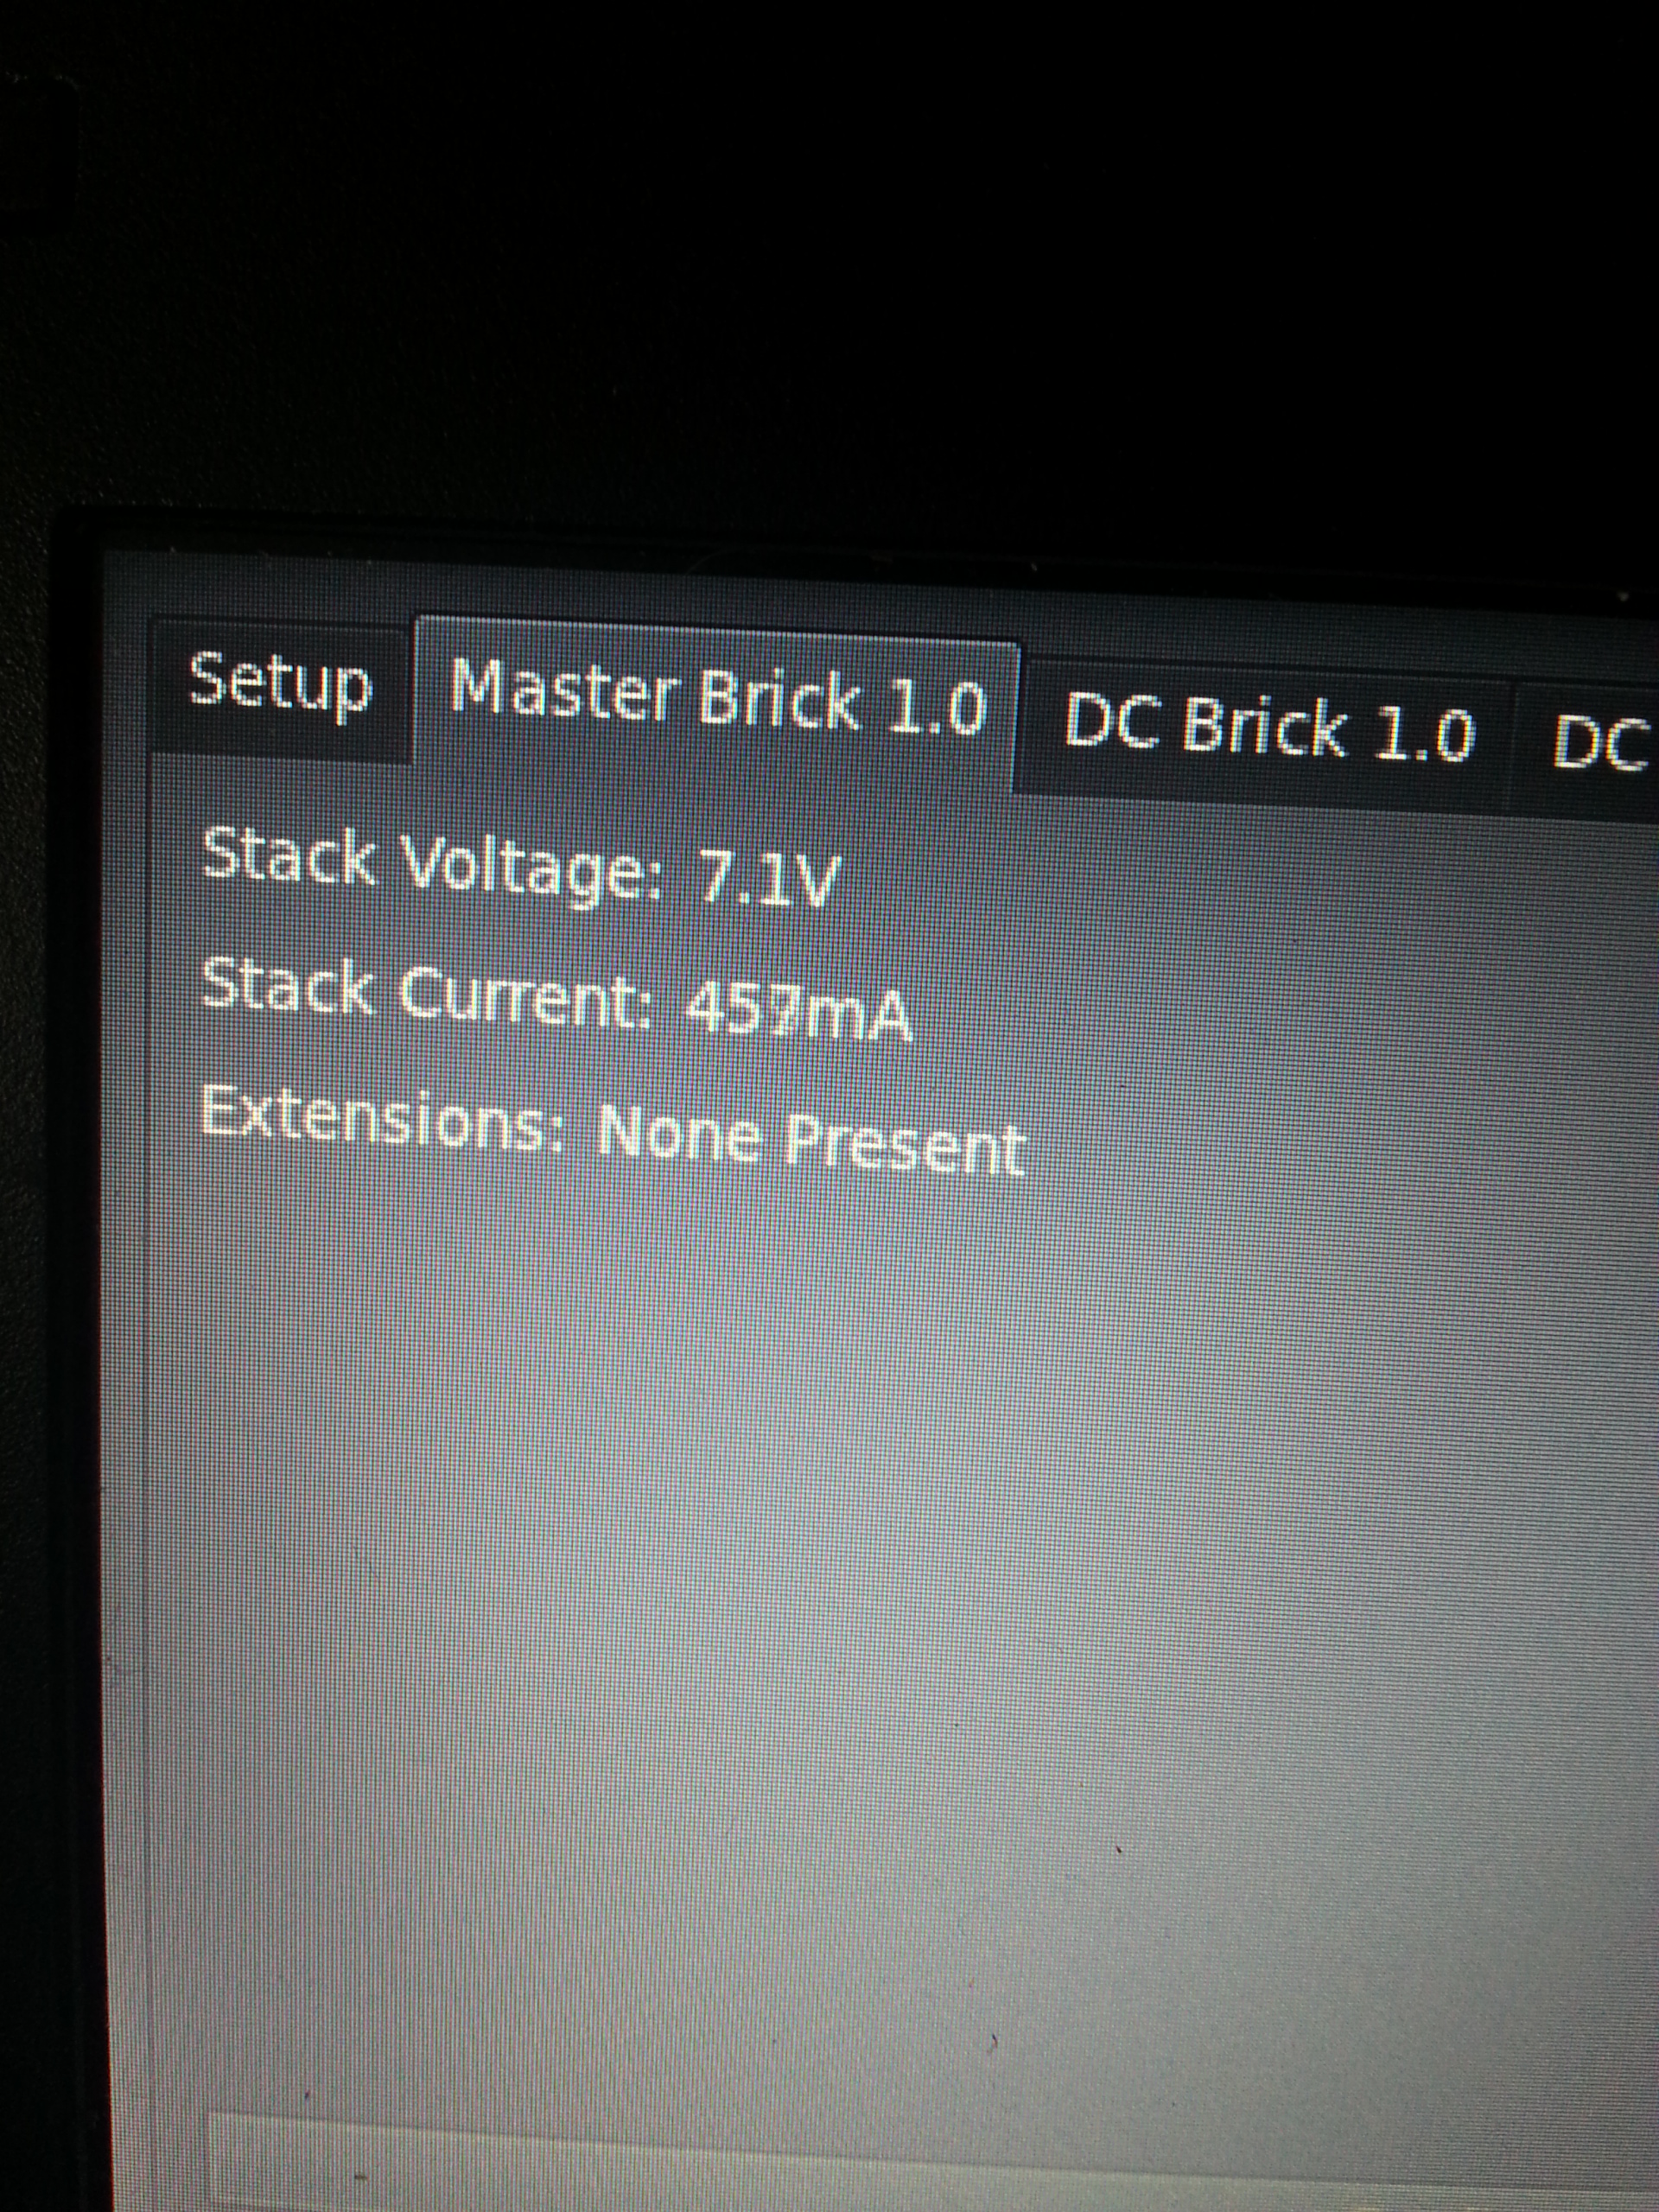 Setup Master Brick 1.0 DC Brick 1.0 DC
Stack Voltage: 7.1V
Stack Current:
Extensions: None Present